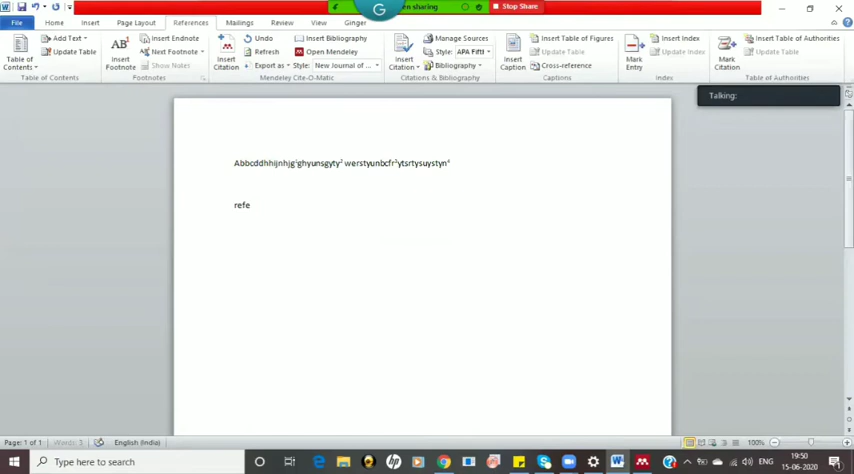 en sharing
Stop Share
File Home Insert Page Layout References Mailings Review View Ginger
Table of Contents
Add Text
Update Table
Table of Contents
AB¹ Insert Footnote
Insert Endnote
Next Footnote
Show Notes
Footnotes
Insert Citation
Undo
Refresh
Export as
Insert Bibliography
Open Mendeley
Style: New Journal of ...
Mendeley Cite-O-Matic
Insert Citation
Manage Sources
Style: APA Fift
Bibliography
Citations & Bibliography
Insert Caption
Insert Table of Figures
Update Table
Cross-reference
Captions
Mark Entry
Insert Index
Update Index
Index
Mark Citation
Insert Table of Authorities
Update Table
Table of Authorities
Talking:
Abbcddhhijnhjg¹ghyunsgyty² werstyunbcfr³ytsrtysuystyn⁴
refe
Page: 1 of 1 Words: 3 English (India) 100%
Type here to search
ENG
19:50
15-06-2020